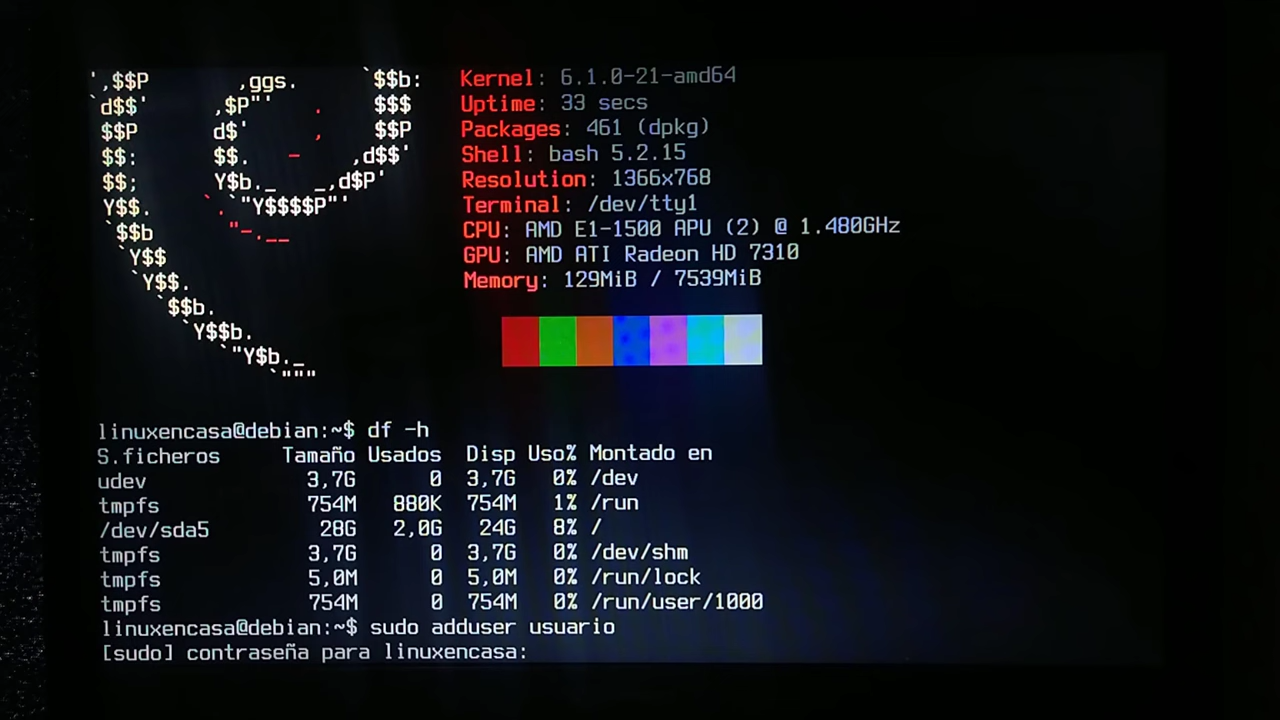 ',$$P ,ggs. `$$b: Kernel: 6.1.0-21-amd64
`d$$' ,$P"' . $$$ Uptime: 33 secs
$$P d$' , $$P Packages: 461 (dpkg)
$$: $$. - ,d$$' Shell: bash 5.2.15
$$; Y$b._ _,d$P' Resolution: 1366x768
Y$$. `.`"Y$$$$P"' Terminal: /dev/tty1
`$$b "-.__ CPU: AMD E1-1500 APU (2) @ 1.480GHz
`Y$$ GPU: AMD ATI Radeon HD 7310
`Y$$. Memory: 129MiB / 7539MiB
`$$b.
`Y$$b.
`"Y$b._
`"""
linuxencasa@debian:~$ df -h
S.ficheros Tamaño Usados Disp Uso% Montado en
udev 3,7G 0 3,7G 0% /dev
tmpfs 754M 880K 754M 1% /run
/dev/sda5 28G 2,0G 24G 8% /
tmpfs 3,7G 0 3,7G 0% /dev/shm
tmpfs 5,0M 0 5,0M 0% /run/lock
tmpfs 754M 0 754M 0% /run/user/1000
linuxencasa@debian:~$ sudo adduser usuario
[sudo] contraseña para linuxencasa: